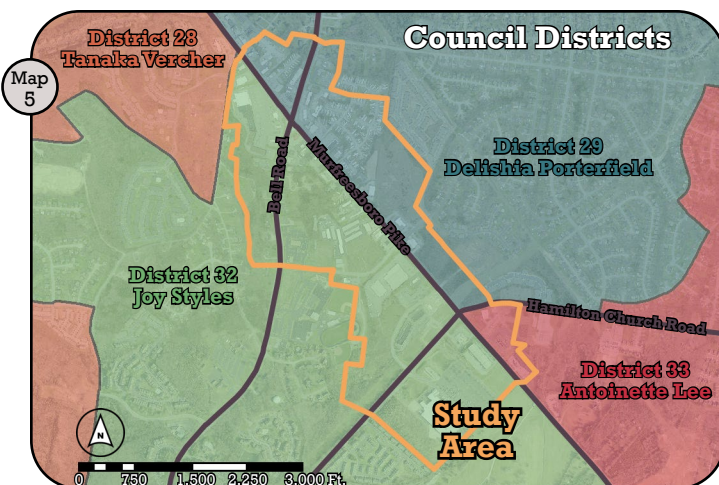 Council Districts
District 28
Tanaka Vercher
Map
5
District 29
Delishia Porterfield
Bell Road
Murfreesboro Pike
District 32
Joy Styles
Hamilton Church Road
District 33
Antoinette Lee
Study
Area
N
0 750 1,500 2,250 3,000 Ft.